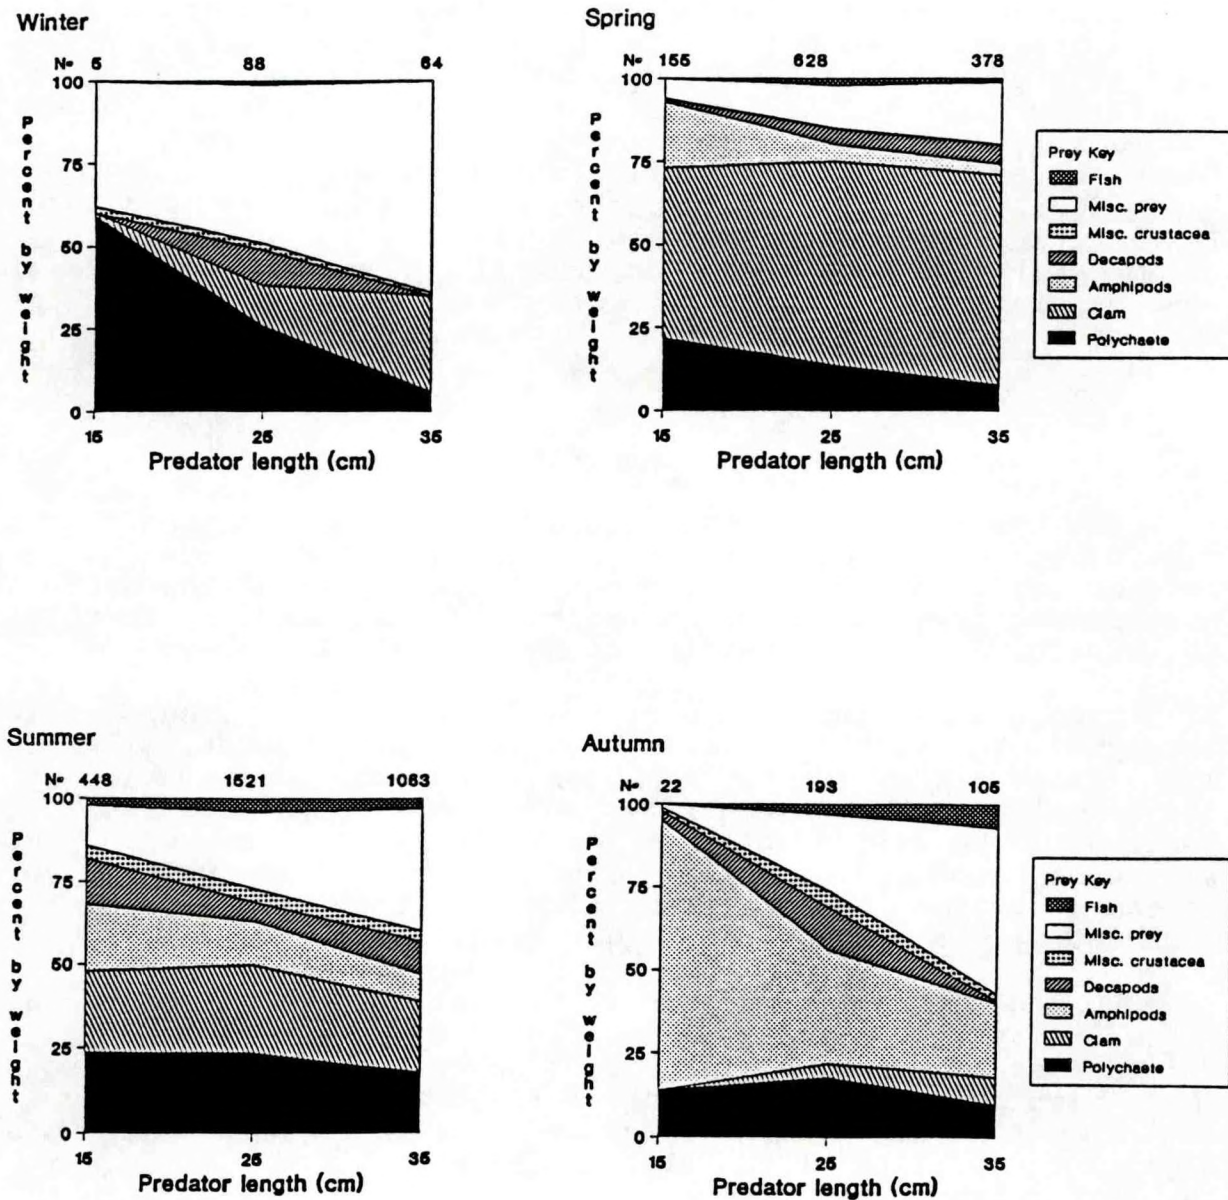 Winter
N= 5 88 64
100
75
50
25
0
Percent by weight
15 25 35
Predator length (cm)
Spring
N= 155 628 378
100
75
50
25
0
Percent by weight
15 25 35
Predator length (cm)
Prey Key
Fish
Misc. prey
Misc. crustacea
Decapods
Amphipods
Clam
Polychaete
Summer
N= 448 1521 1083
100
75
50
25
0
Percent by weight
15 25 35
Predator length (cm)
Autumn
N= 22 193 105
100
75
50
25
0
Percent by weight
15 25 35
Predator length (cm)
Prey Key
Fish
Misc. prey
Misc. crustacea
Decapods
Amphipods
Clam
Polychaete